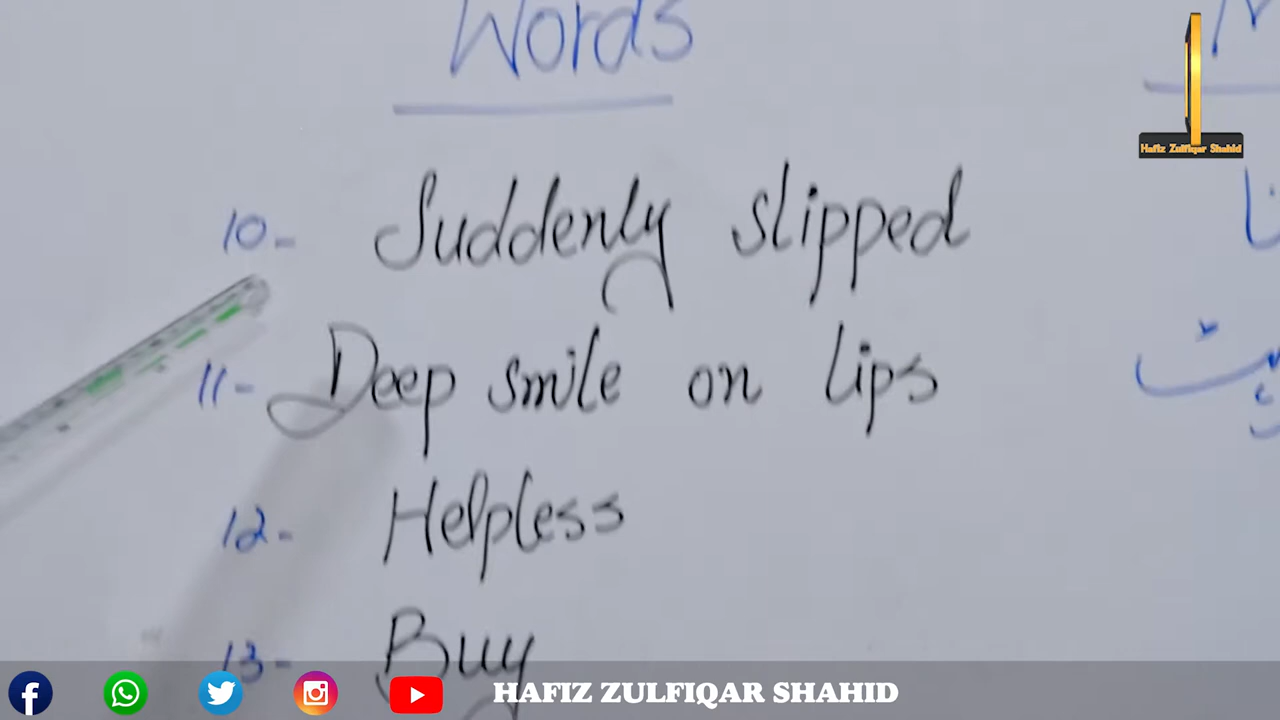 Words
Hafiz Zulfiqar Shahid
10- Suddenly slipped
11- Deep smile on lips
12- Helpless
13- Buy
HAFIZ ZULFIQAR SHAHID